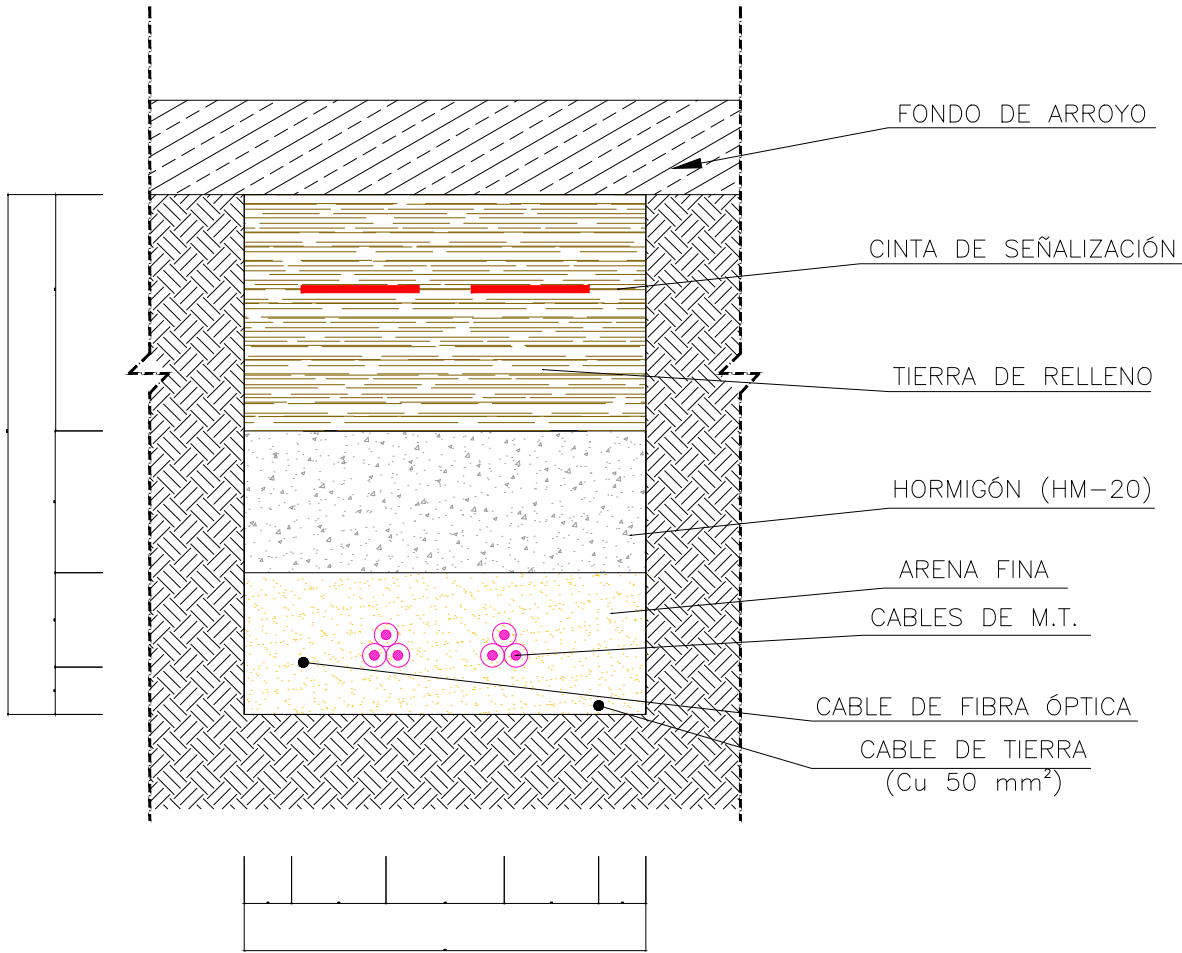 FONDO DE ARROYO
CINTA DE SEÑALIZACIÓN
TIERRA DE RELLENO
HORMIGÓN (HM-20)
ARENA FINA
CABLES DE M.T.
CABLE DE FIBRA ÓPTICA
CABLE DE TIERRA
(Cu 50 mm²)